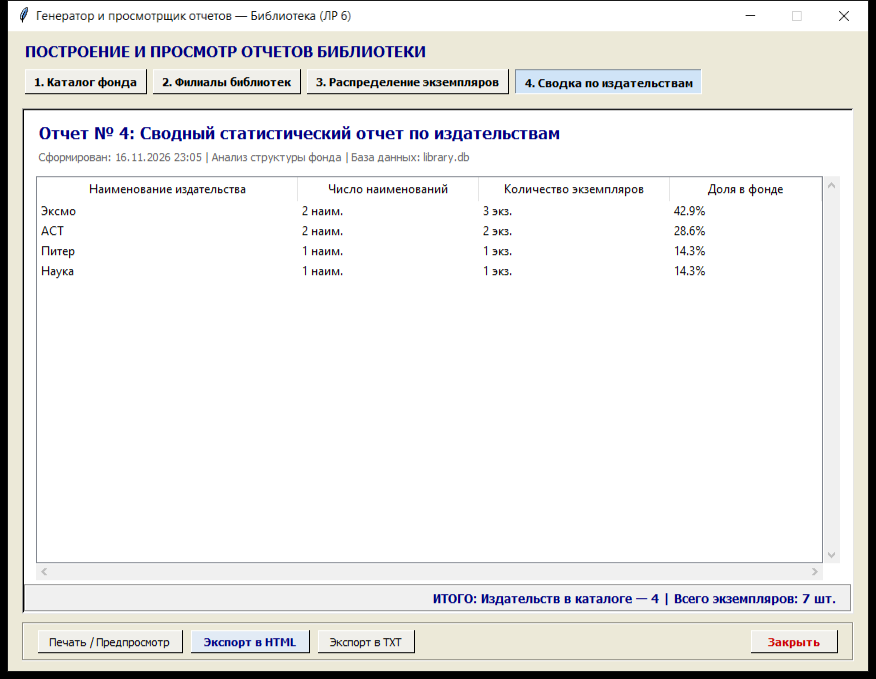 Генератор и просмотрщик отчетов — Библиотека (ЛР 6)
ПОСТРОЕНИЕ И ПРОСМОТР ОТЧЕТОВ БИБЛИОТЕКИ
1. Каталог фонда 2. Филиалы библиотек 3. Распределение экземпляров 4. Сводка по издательствам
Отчет № 4: Сводный статистический отчет по издательствам
Сформирован: 16.11.2026 23:05 | Анализ структуры фонда | База данных: library.db
Наименование издательства Число наименований Количество экземпляров Доля в фонде
Эксмо 2 наим. 3 экз. 42.9%
АСТ 2 наим. 2 экз. 28.6%
Питер 1 наим. 1 экз. 14.3%
Наука 1 наим. 1 экз. 14.3%
ИТОГО: Издательств в каталоге — 4 | Всего экземпляров: 7 шт.
Печать / Предпросмотр Экспорт в HTML Экспорт в TXT Закрыть